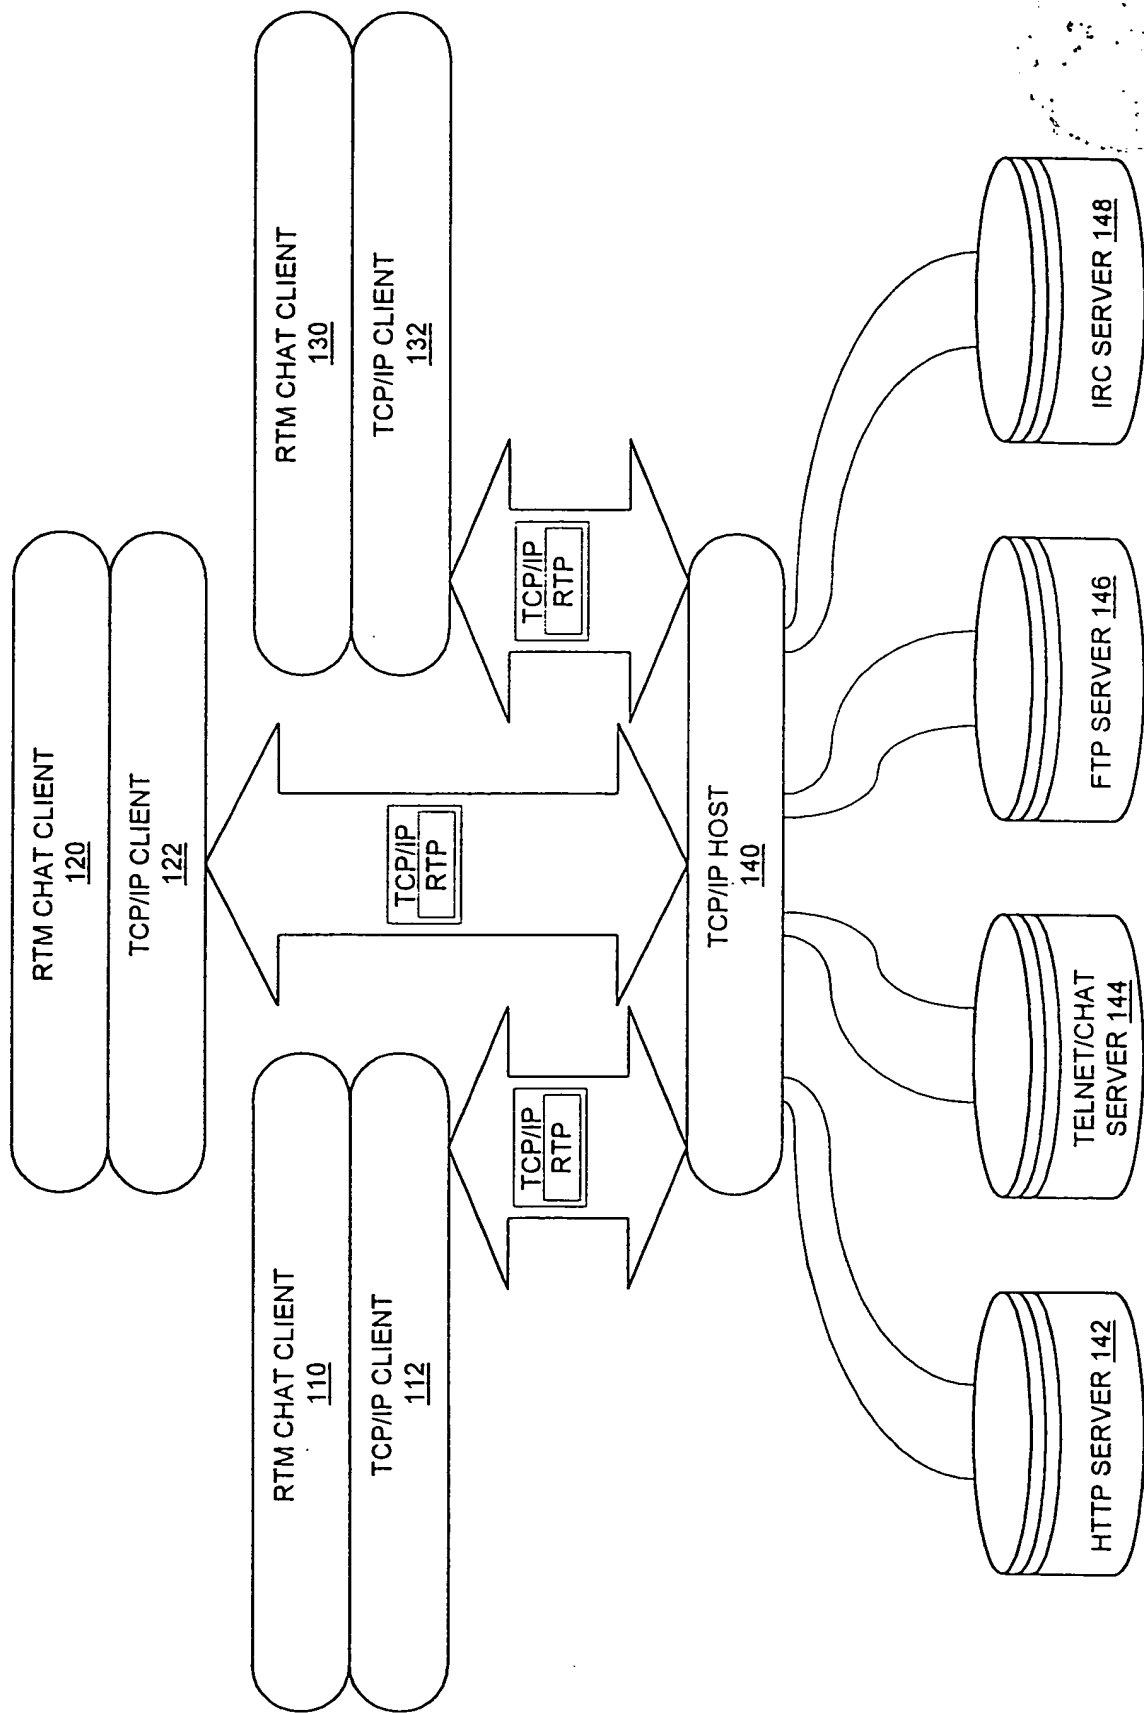 RTM CHAT CLIENT
120
TCP/IP CLIENT
122
RTM CHAT CLIENT
110
TCP/IP CLIENT
112
RTM CHAT CLIENT
130
TCP/IP CLIENT
132
TCP/IP
RTP
TCP/IP
RTP
TCP/IP
RTP
TCP/IP HOST
140
HTTP SERVER 142
TELNET/CHAT
SERVER 144
FTP SERVER 146
IRC SERVER 148